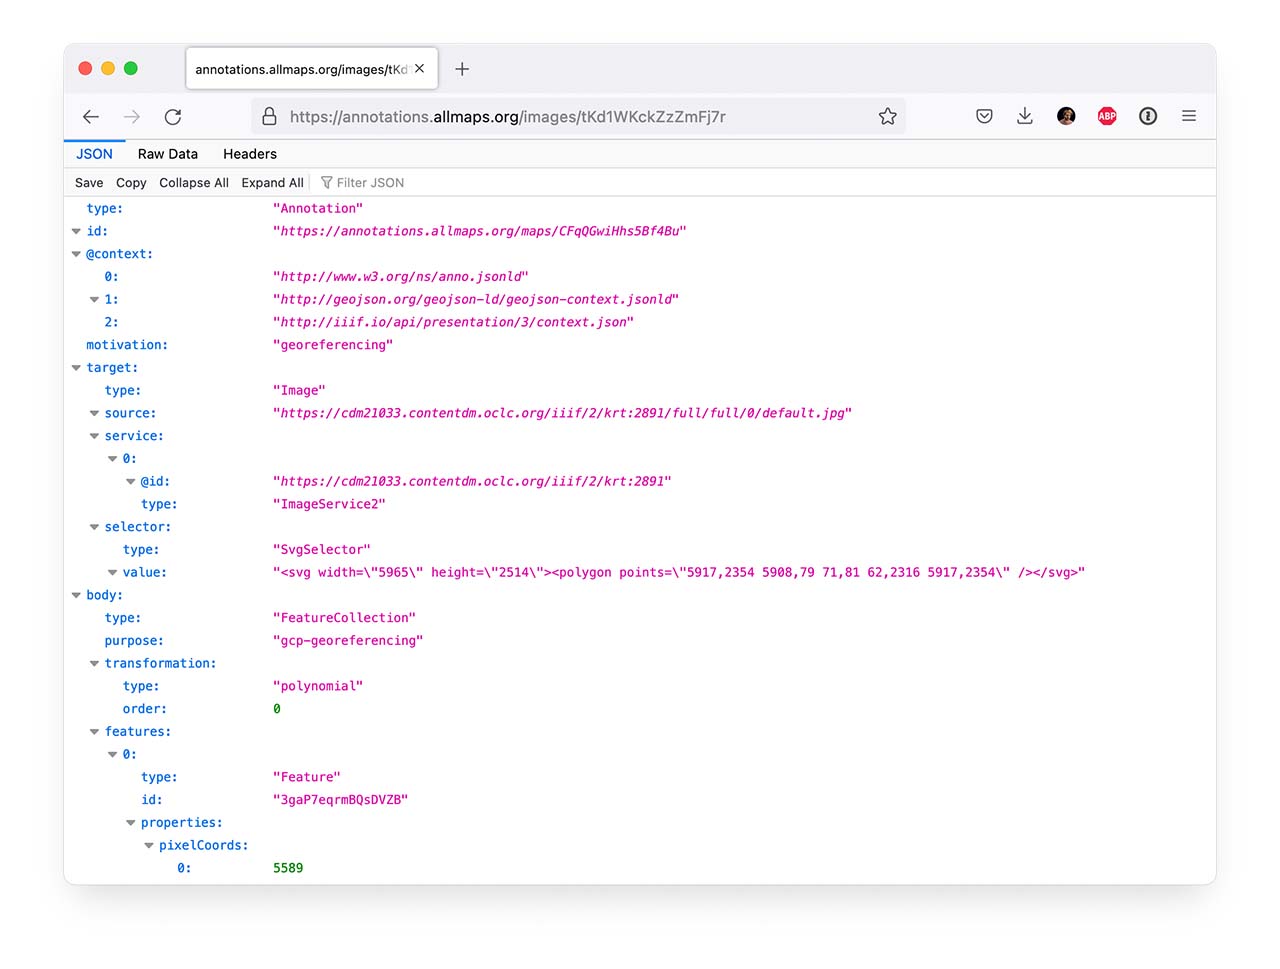 annotations.allmaps.org/images/tKd
https://annotations.allmaps.org/images/tKd1WKckZzZmFj7r
ABP
JSON Raw Data Headers
Save Copy Collapse All Expand All Filter JSON
type: "Annotation"
id: "https://annotations.allmaps.org/maps/CFqQGwiHhs5Bf4Bu"
@context:
0: "http://www.w3.org/ns/anno.jsonld"
1: "http://geojson.org/geojson-ld/geojson-context.jsonld"
2: "http://iiif.io/api/presentation/3/context.json"
motivation: "georeferencing"
target:
type: "Image"
source: "https://cdm21033.contentdm.oclc.org/iiif/2/krt:2891/full/full/0/default.jpg"
service:
0:
@id: "https://cdm21033.contentdm.oclc.org/iiif/2/krt:2891"
type: "ImageService2"
selector:
type: "SvgSelector"
value: "<svg width=\"5965\" height=\"2514\"><polygon points=\"5917,2354 5908,79 71,81 62,2316 5917,2354\" /></svg>"
body:
type: "FeatureCollection"
purpose: "gcp-georeferencing"
transformation:
type: "polynomial"
order: 0
features:
0:
type: "Feature"
id: "3gaP7eqrmBQsDVZB"
properties:
pixelCoords:
0: 5589